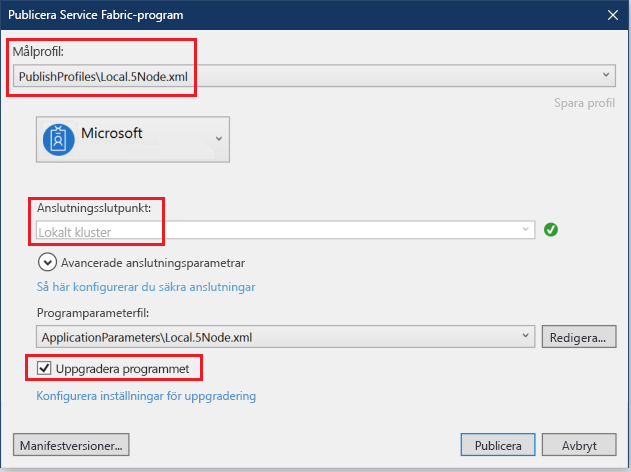 Publicera Service Fabric-program
Målprofil:
PublishProfiles\Local.5Node.xml
Spara profil
Microsoft
Anslutningsslutpunkt:
Lokalt kluster
Avancerade anslutningsparametrar
Så här konfigurerar du säkra anslutningar
Programparameterfil:
ApplicationParameters\Local.5Node.xml
Redigera...
Uppgradera programmet
Konfigurera inställningar för uppgradering
Manifestversioner...
Publicera
Avbryt